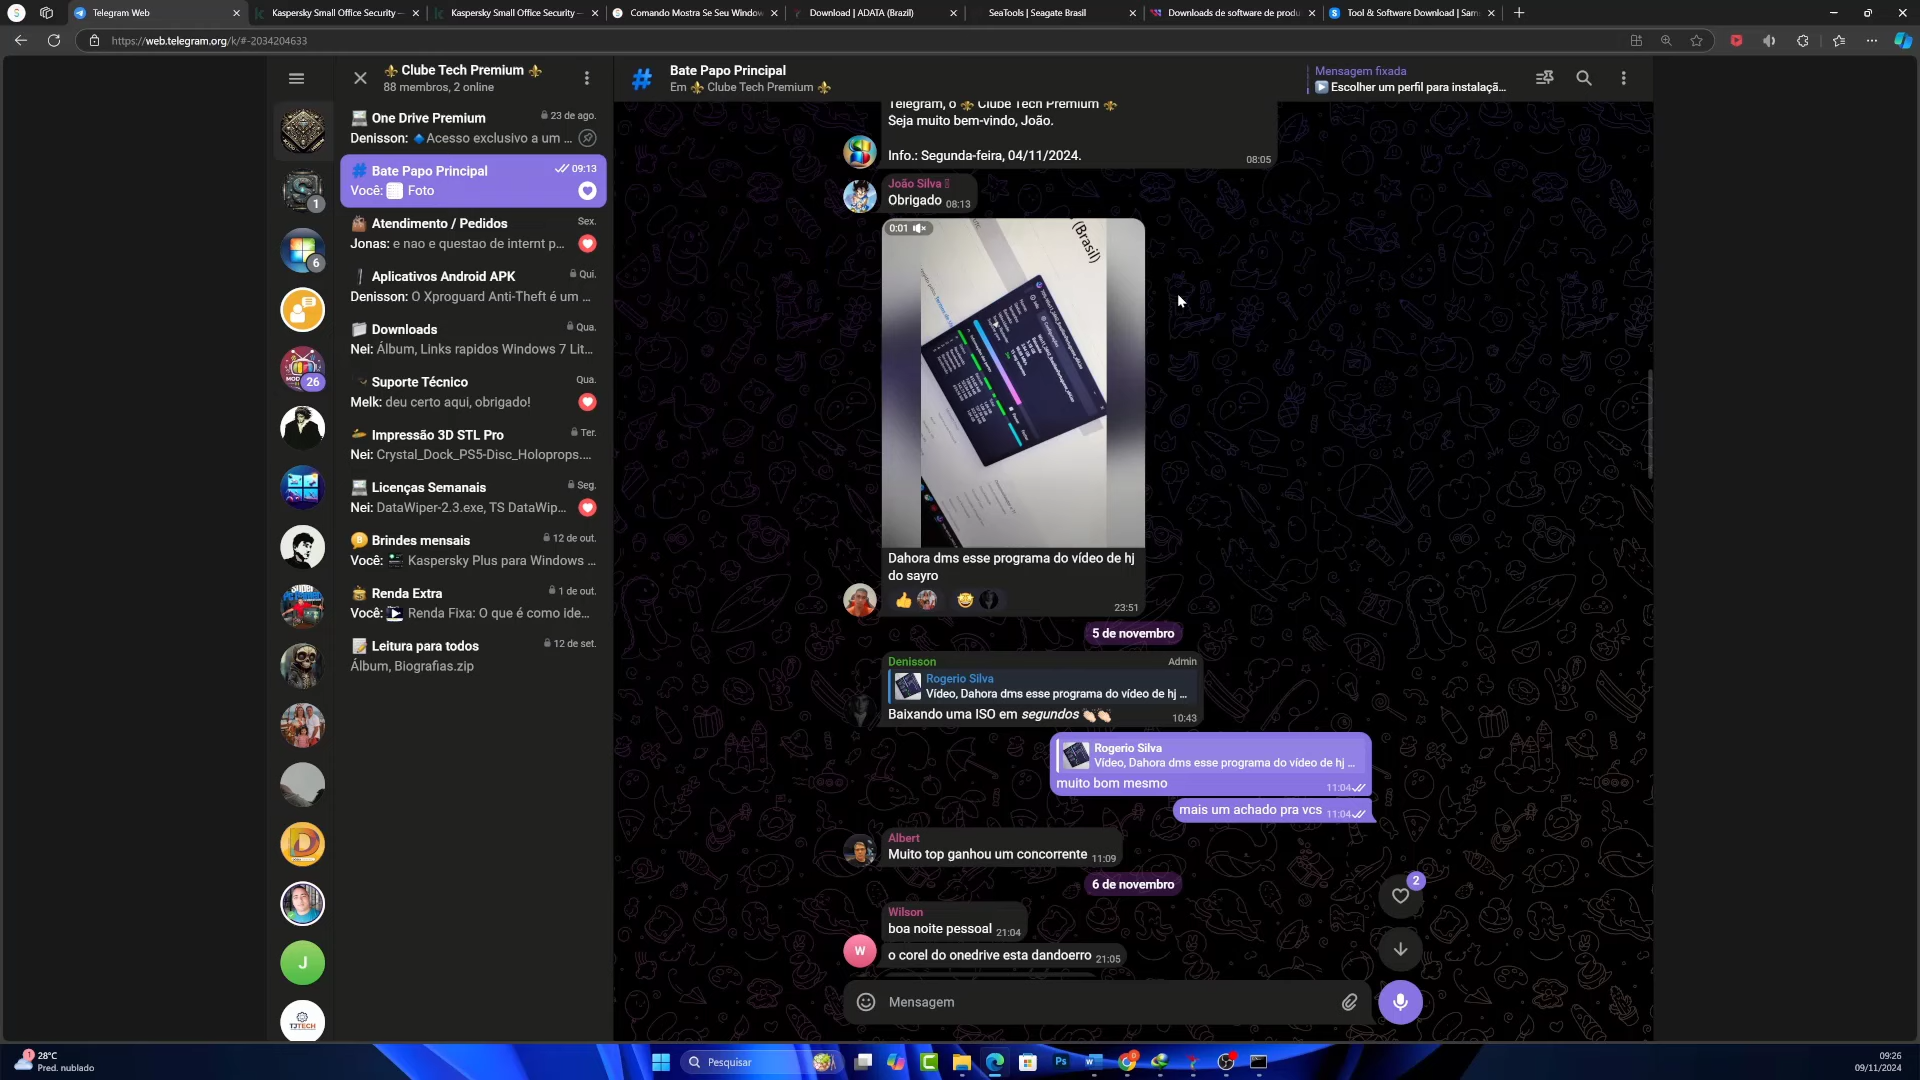 Telegram Web
Kaspersky Small Office Security —
Kaspersky Small Office Security —
Comando Mostra Se Seu Window
Download | ADATA (Brazil)
SeaTools | Seagate Brasil
Downloads de software de produ
Tool & Software Download | Sam
https://web.telegram.org/k/#-2034204633
Clube Tech Premium
88 membros, 2 online
One Drive Premium
23 de ago.
Denisson: Acesso exclusivo a um ...
# Bate Papo Principal
09:13
Você: Foto
Atendimento / Pedidos
Sex.
Jonas: e nao e questao de internt p...
Aplicativos Android APK
Qui.
Denisson: O Xproguard Anti-Theft é um ...
Downloads
Qua.
Nei: Álbum, Links rapidos Windows 7 Lit...
Suporte Técnico
Qua.
Melk: deu certo aqui, obrigado!
Impressão 3D STL Pro
Ter.
Nei: Crystal_Dock_PS5-Disc_Holoprops....
Licenças Semanais
Seg.
Nei: DataWiper-2.3.exe, TS DataWip...
Brindes mensais
12 de out.
Você: Kaspersky Plus para Windows ...
Renda Extra
1 de out.
Você: Renda Fixa: O que é como ide...
Leitura para todos
12 de set.
Álbum, Biografias.zip
1
6
26
J
TJTECH
# Bate Papo Principal
Em Clube Tech Premium
Mensagem fixada
Escolher um perfil para instalaçã...
Telegram, o Clube Tech Premium
Seja muito bem-vindo, João.
Info.: Segunda-feira, 04/11/2024.
08:05
João Silva
Obrigado 08:13
0:01
(Brasil)
Dahora dms esse programa do vídeo de hj
do sayro
23:51
5 de novembro
Denisson
Admin
Rogerio Silva
Vídeo, Dahora dms esse programa do vídeo de hj ...
Baixando uma ISO em segundos
10:43
Rogerio Silva
Vídeo, Dahora dms esse programa do vídeo de hj ...
muito bom mesmo
11:04
mais um achado pra vcs 11:04
Albert
Muito top ganhou um concorrente 11:09
6 de novembro
2
Wilson
boa noite pessoal 21:04
W
o corel do onedrive esta dandoerro 21:05
Mensagem
1
28°C
Pred. nublado
Pesquisar
09:26
09/11/2024